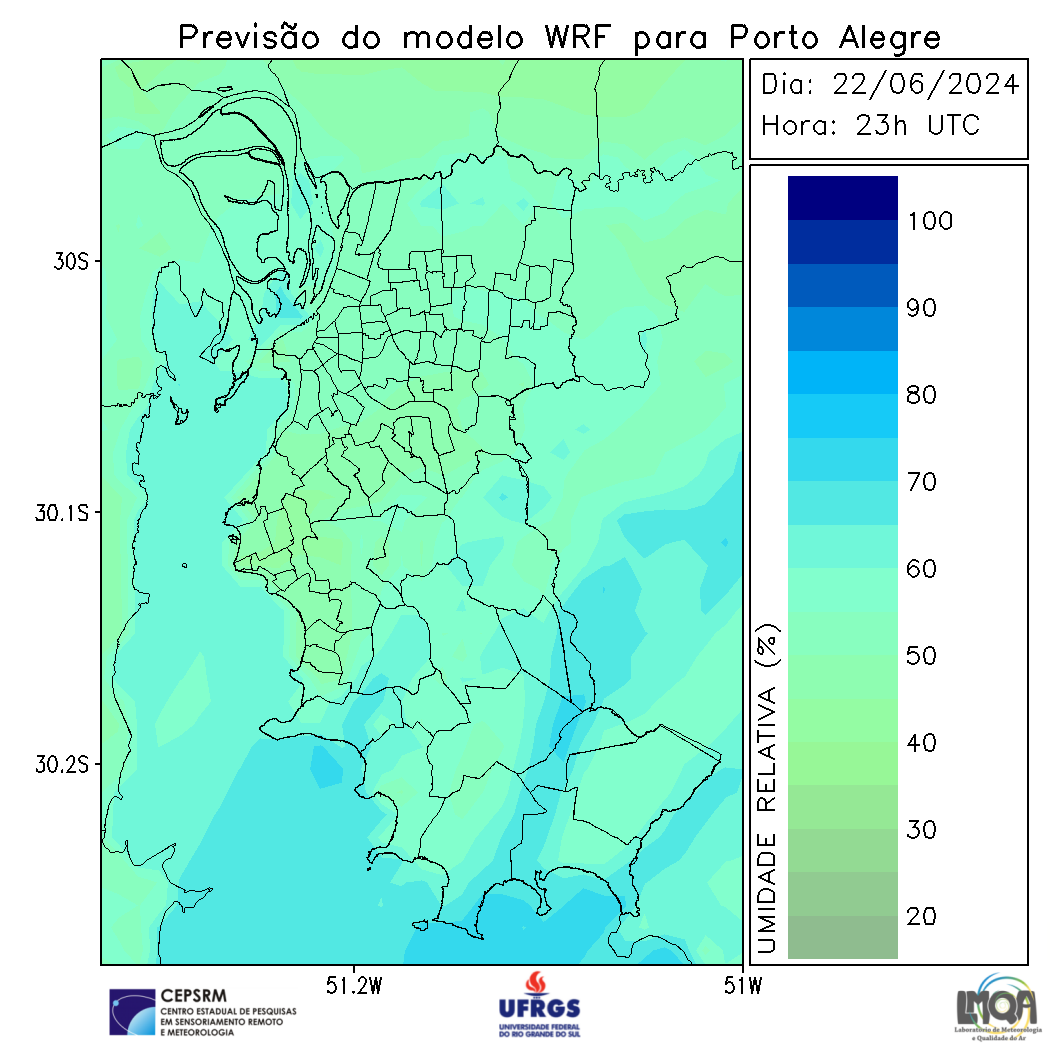 Previsão do modelo WRF para Porto Alegre
Dia: 22/06/2024
Hora: 23h UTC
30S
30.1S
30.2S
51.2W
51W
UMIDADE RELATIVA (%)
100
90
80
70
60
50
40
30
20
CEPSRM
CENTRO ESTADUAL DE PESQUISAS
EM SENSORIAMENTO REMOTO
E METEOROLOGIA
UFRGS
UNIVERSIDADE FEDERAL
DO RIO GRANDE DO SUL
LMQA
Laboratório de Meteorologia
e Qualidade do Ar